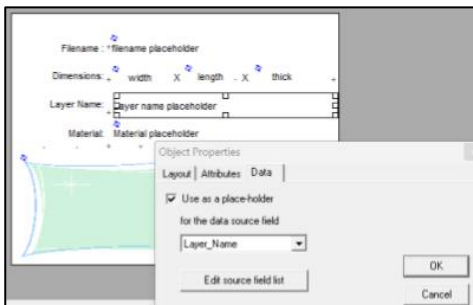 Filename : filename placeholder
Dimensions: width X length - X thick
Layer Name: Layer name placeholder
Material: Material placeholder
Object Properties
Layout Attributes Data
Use as a place-holder
for the data source field
Layer_Name
Edit source field list
OK
Cancel